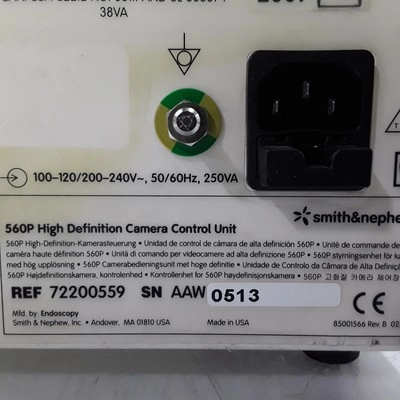 38VA
100-120/200-240V~, 50/60Hz, 250VA
smith&nephew
560P High Definition Camera Control Unit
560P High-Definition-Kamerasteuerung • Unidad de control de cámara de alta definición 560P • Unité de commande de
caméra haute définition 560P • Unità di comando per videocamere ad alta definizione 560P • 560P styrningsenhet för
med hög upplösning • 560P Camerabedieningsunit met hoge definitie • Unidade de Controlo da Câmara de Alta
560P Højdefinitionskamera, kontrolenhed • Kontrollenhet for 560P høydefinisjonskamera • 560P 고화질 카메라 제어
REF 72200559 SN AAW 0513
CE
Mfd. by Endoscopy
Smith & Nephew, Inc. • Andover, MA 01810 USA Made in USA 85001566 Rev. B